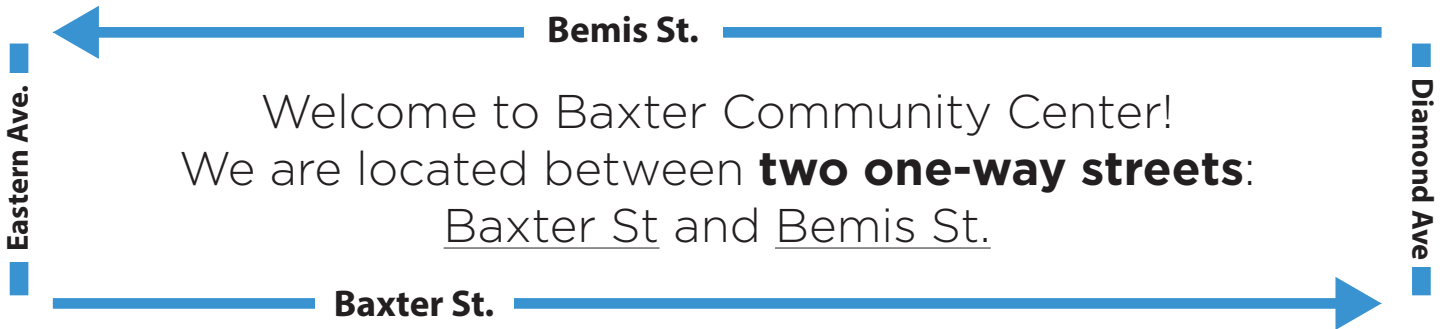 Bemis St.
Eastern Ave.
Welcome to Baxter Community Center!
We are located between two one-way streets:
Baxter St and Bemis St.
Diamond Ave
Baxter St.